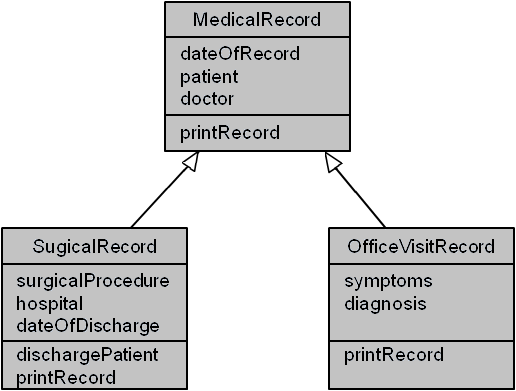 MedicalRecord
dateOfRecord
patient
doctor
printRecord
SugicalRecord
surgicalProcedure
hospital
dateOfDischarge
dischargePatient
printRecord
OfficeVisitRecord
symptoms
diagnosis
printRecord